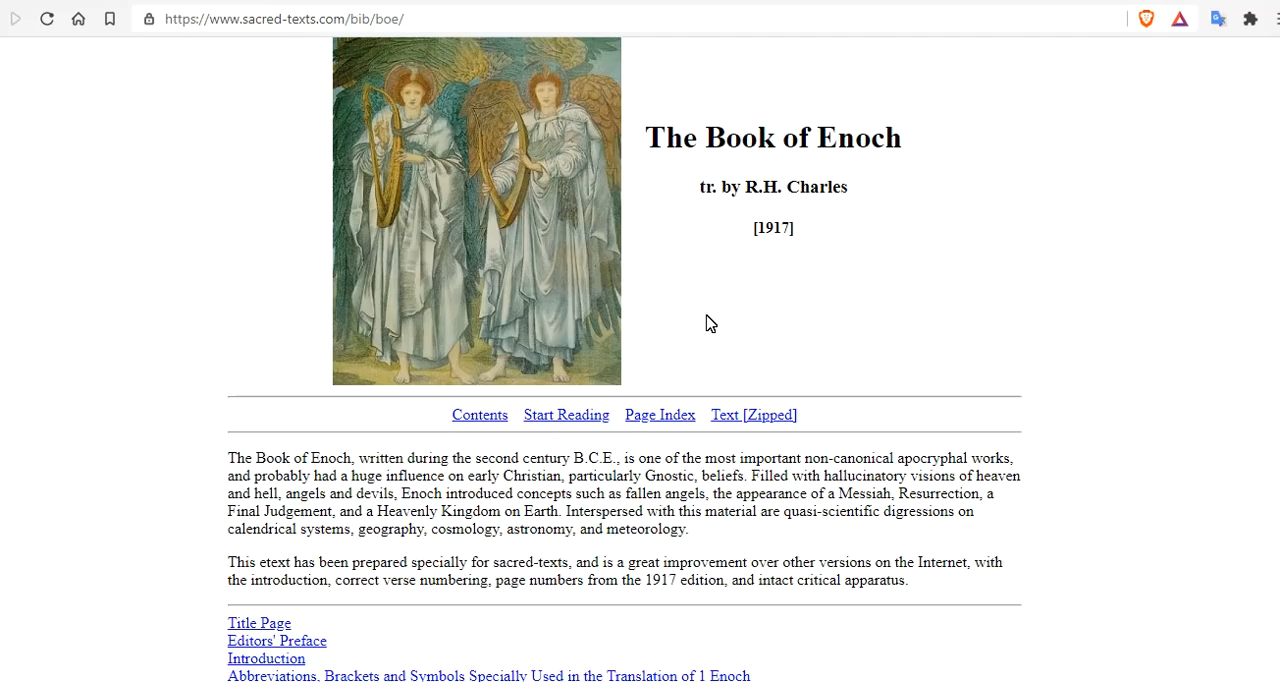 https://www.sacred-texts.com/bib/boe/
The Book of Enoch
tr. by R.H. Charles
[1917]
Contents Start Reading Page Index Text [Zipped]
The Book of Enoch, written during the second century B.C.E., is one of the most important non-canonical apocryphal works,
and probably had a huge influence on early Christian, particularly Gnostic, beliefs. Filled with hallucinatory visions of heaven
and hell, angels and devils, Enoch introduced concepts such as fallen angels, the appearance of a Messiah, Resurrection, a
Final Judgement, and a Heavenly Kingdom on Earth. Interspersed with this material are quasi-scientific digressions on
calendrical systems, geography, cosmology, astronomy, and meteorology.
This etext has been prepared specially for sacred-texts, and is a great improvement over other versions on the Internet, with
the introduction, correct verse numbering, page numbers from the 1917 edition, and intact critical apparatus.
Title Page
Editors' Preface
Introduction
Abbreviations, Brackets and Symbols Specially Used in the Translation of 1 Enoch